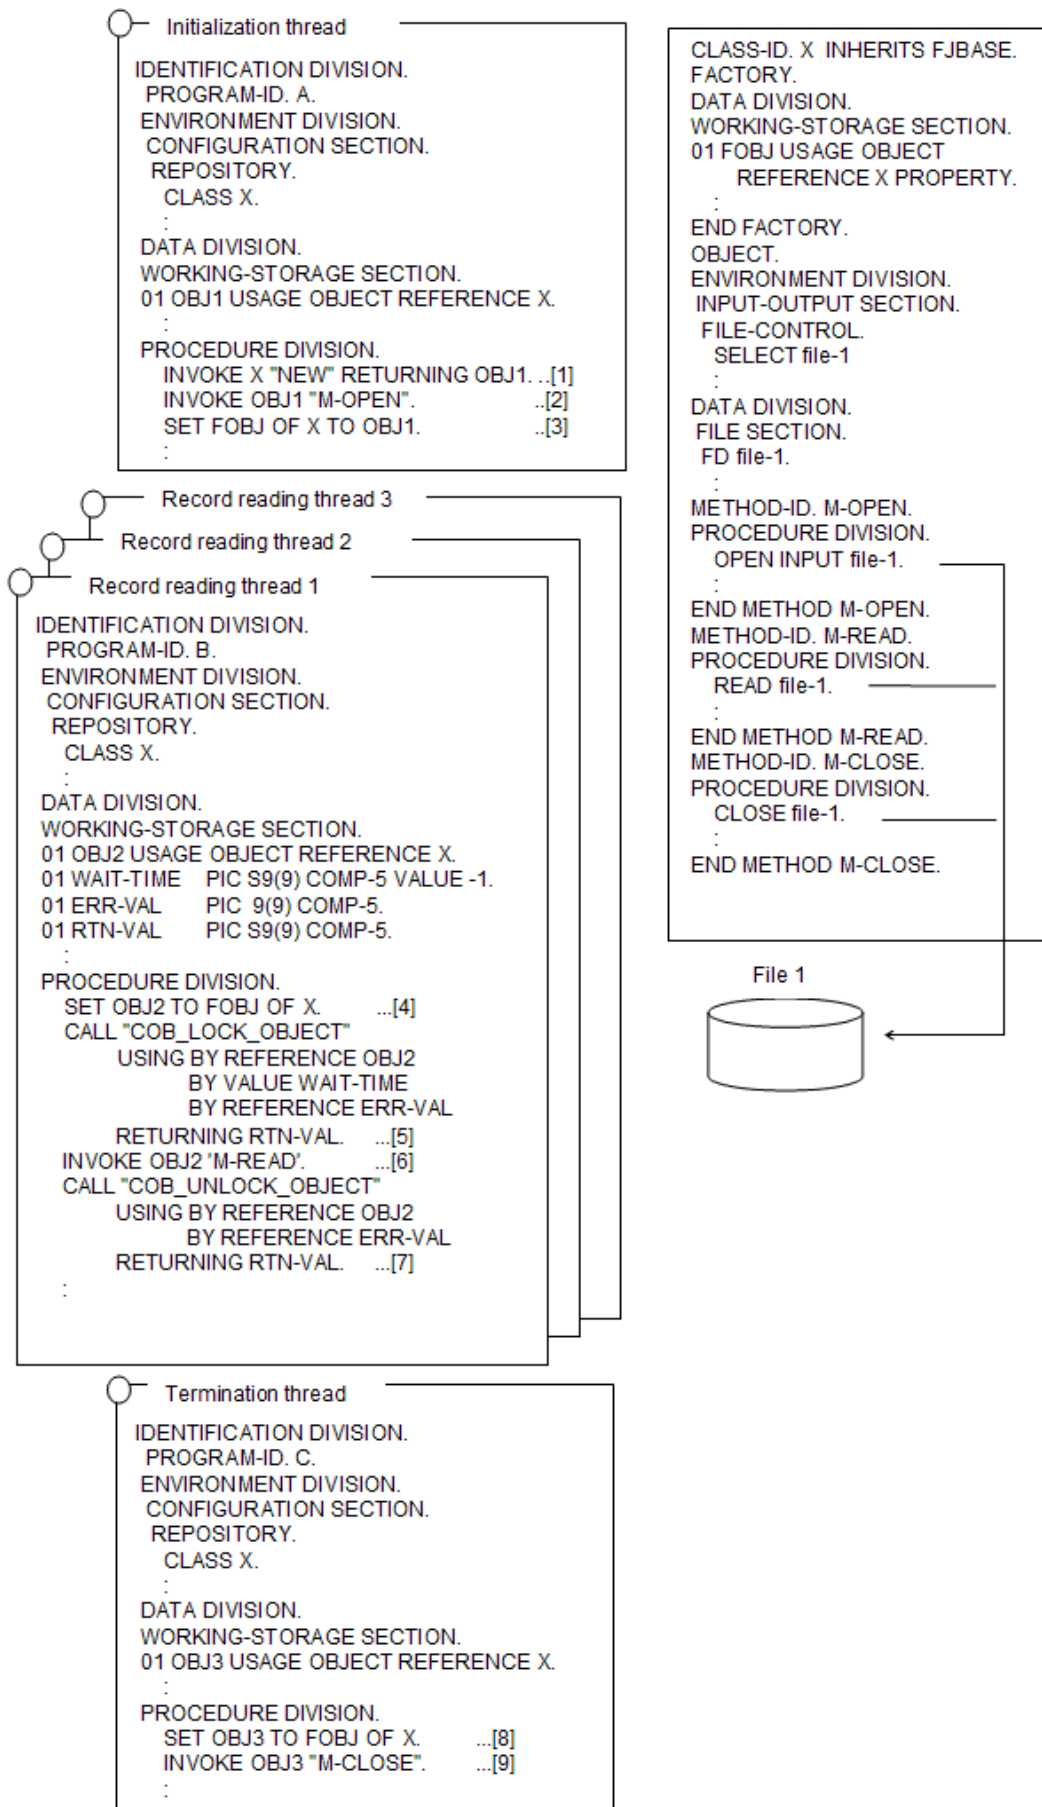 Initialization thread
IDENTIFICATION DIVISION.
PROGRAM-ID. A.
ENVIRONMENT DIVISION.
CONFIGURATION SECTION.
REPOSITORY.
CLASS X.
:
DATA DIVISION.
WORKING-STORAGE SECTION.
01 OBJ1 USAGE OBJECT REFERENCE X.
:
PROCEDURE DIVISION.
INVOKE X "NEW" RETURNING OBJ1. ..[1]
INVOKE OBJ1 "M-OPEN". ..[2]
SET FOBJ OF X TO OBJ1. ..[3]
:
Record reading thread 3
Record reading thread 2
Record reading thread 1
IDENTIFICATION DIVISION.
PROGRAM-ID. B.
ENVIRONMENT DIVISION.
CONFIGURATION SECTION.
REPOSITORY.
CLASS X.
:
DATA DIVISION.
WORKING-STORAGE SECTION.
01 OBJ2 USAGE OBJECT REFERENCE X.
01 WAIT-TIME PIC S9(9) COMP-5 VALUE -1.
01 ERR-VAL PIC 9(9) COMP-5.
01 RTN-VAL PIC S9(9) COMP-5.
:
PROCEDURE DIVISION.
SET OBJ2 TO FOBJ OF X. ...[4]
CALL "COB_LOCK_OBJECT"
USING BY REFERENCE OBJ2
BY VALUE WAIT-TIME
BY REFERENCE ERR-VAL
RETURNING RTN-VAL. ...[5]
INVOKE OBJ2 'M-READ'. ...[6]
CALL "COB_UNLOCK_OBJECT"
USING BY REFERENCE OBJ2
BY REFERENCE ERR-VAL
RETURNING RTN-VAL. ...[7]
:
Termination thread
IDENTIFICATION DIVISION.
PROGRAM-ID. C.
ENVIRONMENT DIVISION.
CONFIGURATION SECTION.
REPOSITORY.
CLASS X.
:
DATA DIVISION.
WORKING-STORAGE SECTION.
01 OBJ3 USAGE OBJECT REFERENCE X.
:
PROCEDURE DIVISION.
SET OBJ3 TO FOBJ OF X. ...[8]
INVOKE OBJ3 "M-CLOSE". ...[9]
:
CLASS-ID. X INHERITS FJBASE.
FACTORY.
DATA DIVISION.
WORKING-STORAGE SECTION.
01 FOBJ USAGE OBJECT
REFERENCE X PROPERTY.
:
END FACTORY.
OBJECT.
ENVIRONMENT DIVISION.
INPUT-OUTPUT SECTION.
FILE-CONTROL.
SELECT file-1
:
DATA DIVISION.
FILE SECTION.
FD file-1.
:
METHOD-ID. M-OPEN.
PROCEDURE DIVISION.
OPEN INPUT file-1.
:
END METHOD M-OPEN.
METHOD-ID. M-READ.
PROCEDURE DIVISION.
READ file-1.
:
END METHOD M-READ.
METHOD-ID. M-CLOSE.
PROCEDURE DIVISION.
CLOSE file-1.
:
END METHOD M-CLOSE.
File 1